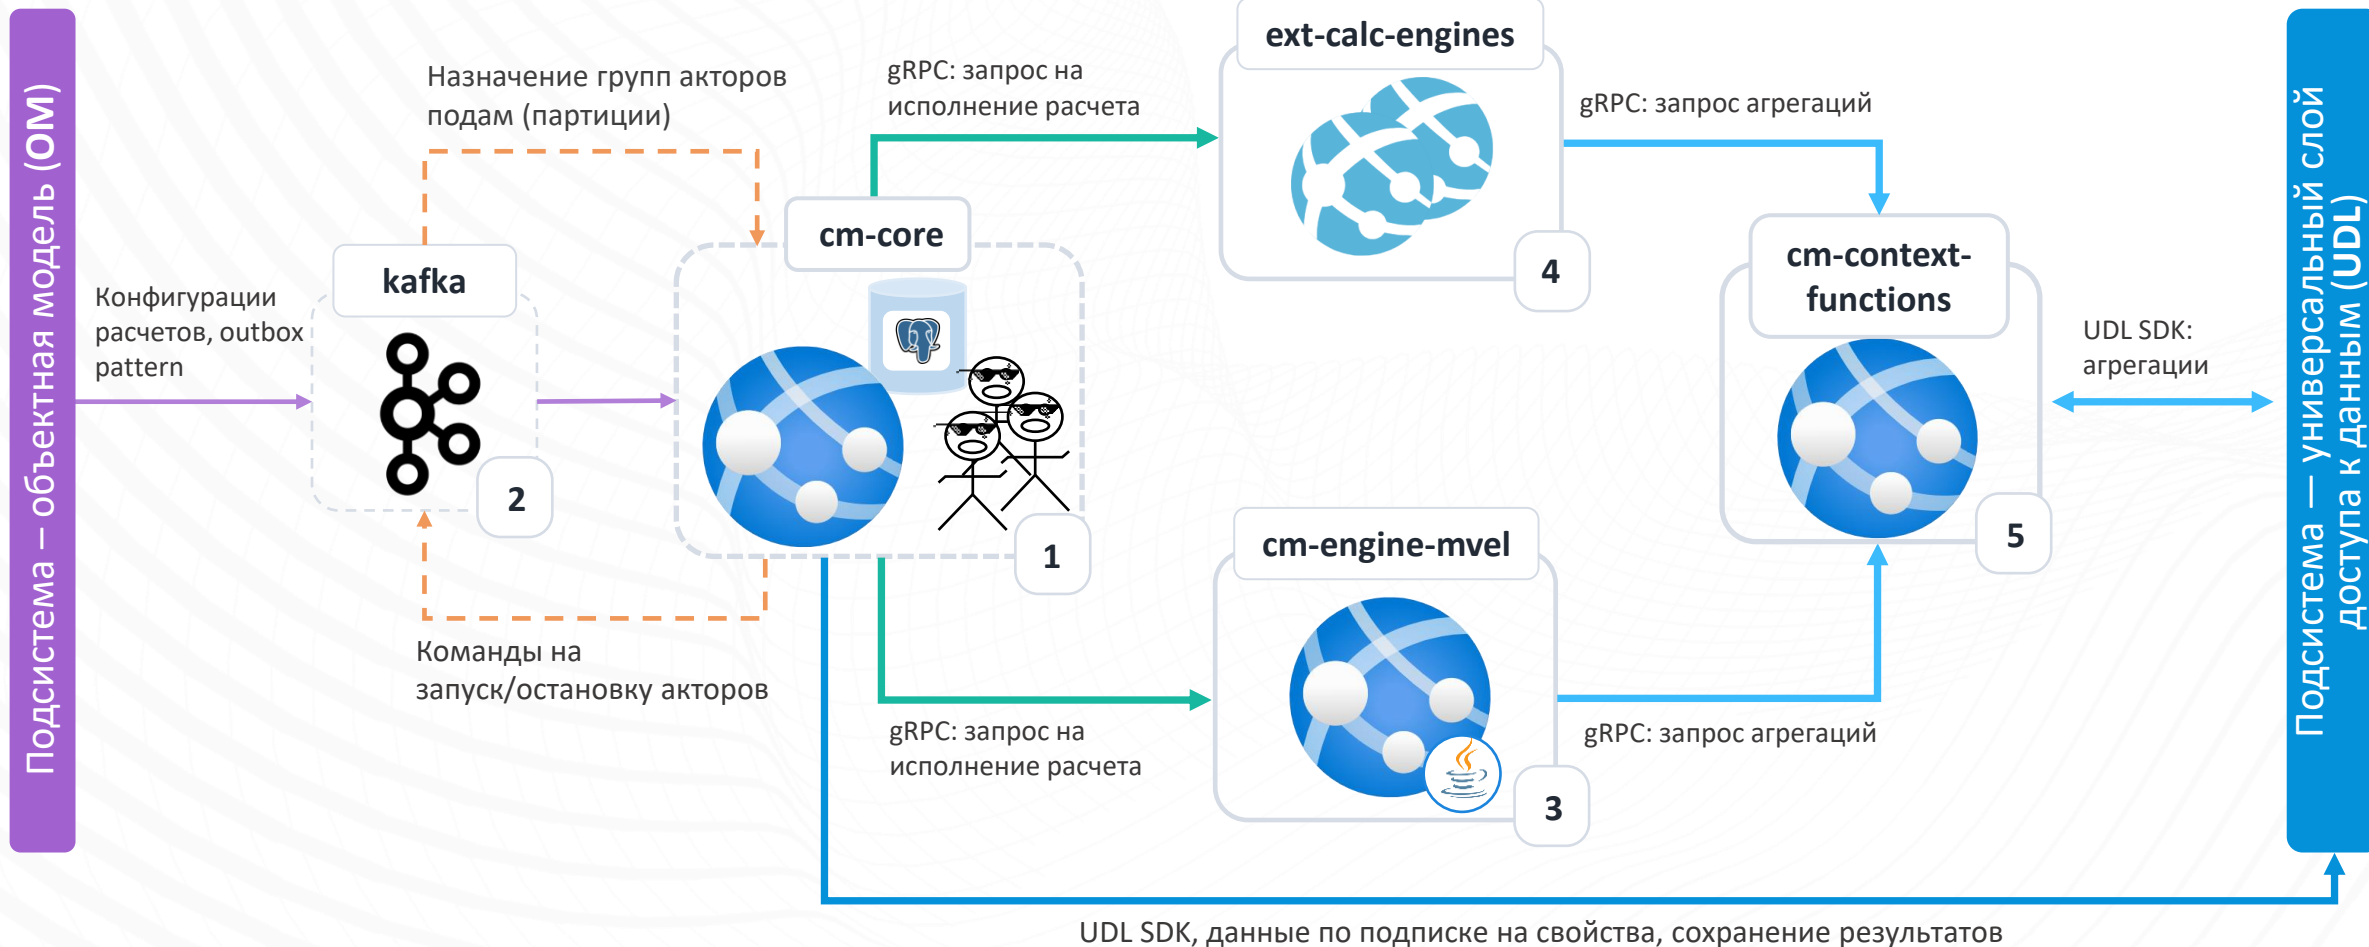 Подсистема – объектная модель (ОМ)
Конфигурации
расчетов, outbox
pattern
Назначение групп акторов
подам (партиции)
kafka
2
Команды на
запуск/остановку акторов
cm-core
1
gRPC: запрос на
исполнение расчета
ext-calc-engines
4
gRPC: запрос агрегаций
gRPC: запрос на
исполнение расчета
cm-engine-mvel
3
gRPC: запрос агрегаций
cm-context-
functions
5
UDL SDK:
агрегации
UDL SDK, данные по подписке на свойства, сохранение результатов
Подсистема — универсальный слой
доступа к данным (UDL)